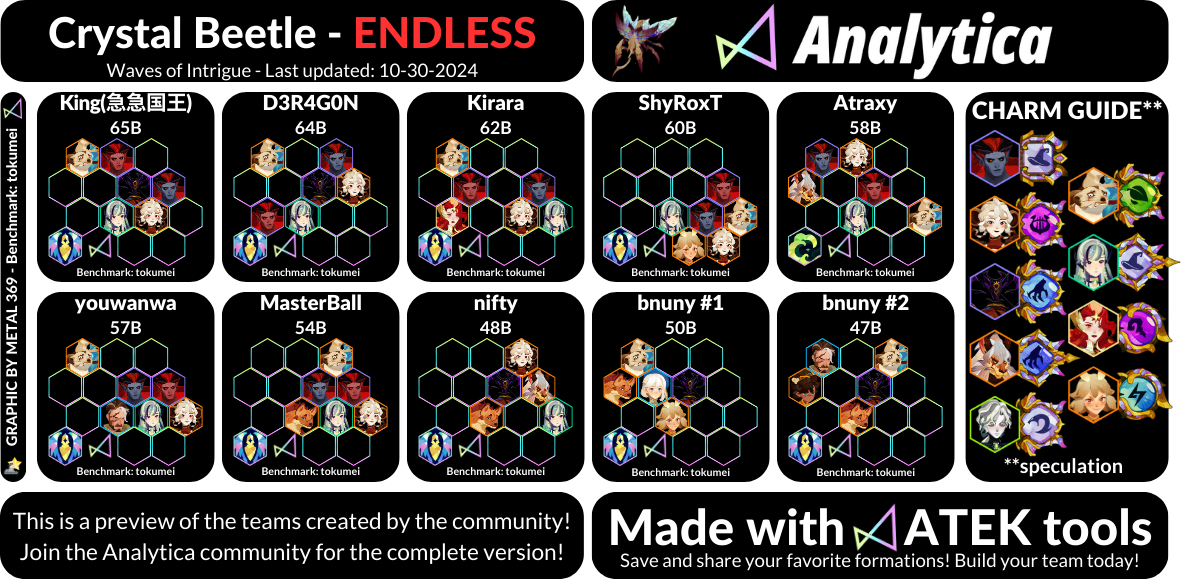 Crystal Beetle - ENDLESS
Waves of Intrigue - Last updated: 10-30-2024
Analytica
GRAPHIC BY METAL 369 - Benchmark: tokumei
King(急急国王)
65B
Benchmark: tokumei
D3R4G0N
64B
Benchmark: tokumei
Kirara
62B
Benchmark: tokumei
ShyRoxT
60B
Benchmark: tokumei
Atraxy
58B
Benchmark: tokumei
youwanwa
57B
Benchmark: tokumei
MasterBall
54B
Benchmark: tokumei
nifty
48B
Benchmark: tokumei
bnuny #1
50B
Benchmark: tokumei
bnuny #2
47B
Benchmark: tokumei
CHARM GUIDE**
**speculation
This is a preview of the teams created by the community!
Join the Analytica community for the complete version!
Made with ATEK tools
Save and share your favorite formations! Build your team today!